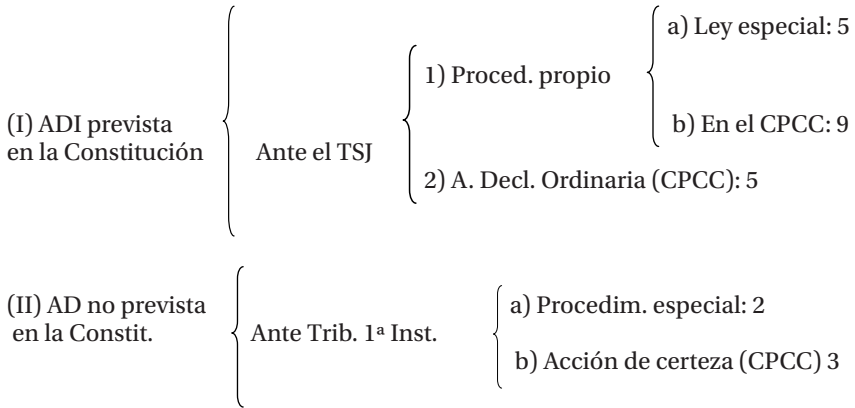 (I) ADI prevista
en la Constitución
Ante el TSJ
1) Proced. propio
a) Ley especial: 5
b) En el CPCC: 9
2) A. Decl. Ordinaria (CPCC): 5
(II) AD no prevista
en la Constit.
Ante Trib. 1ª Inst.
a) Procedim. especial: 2
b) Acción de certeza (CPCC) 3